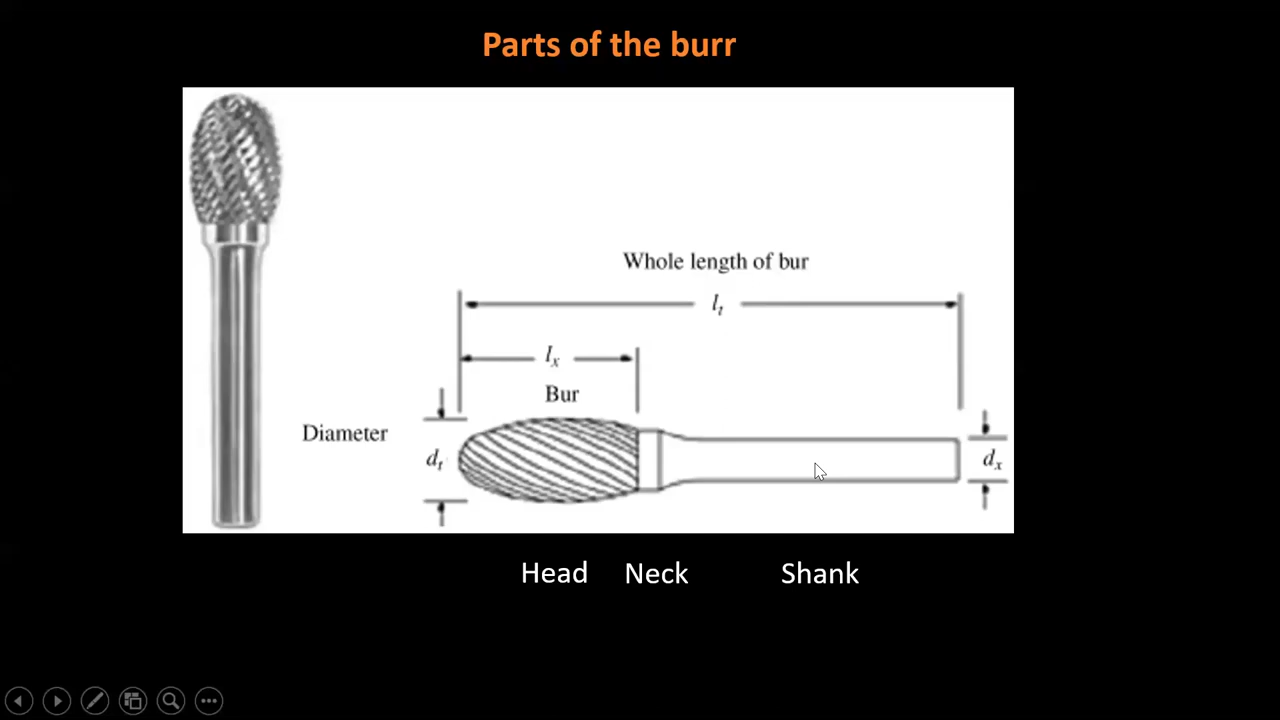 Parts of the burr
Whole length of bur
lt
lx
Bur
Diameter
dt
dx
Head Neck Shank